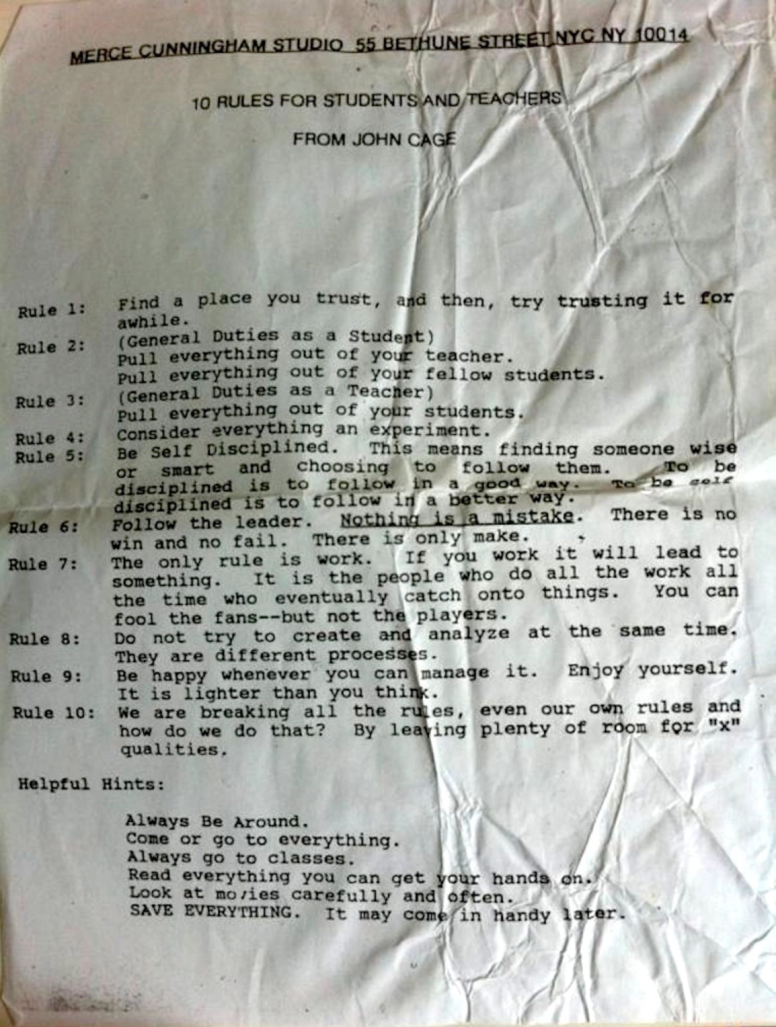 MERCE CUNNINGHAM STUDIO 55 BETHUNE STREET NYC NY 10014
10 RULES FOR STUDENTS AND TEACHERS
FROM JOHN CAGE
Rule 1: Find a place you trust, and then, try trusting it for
awhile.
Rule 2: (General Duties as a Student)
Pull everything out of your teacher.
Pull everything out of your fellow students.
Rule 3: (General Duties as a Teacher)
Pull everything out of your students.
Rule 4: Consider everything an experiment.
Rule 5: Be Self Disciplined. This means finding someone wise
or smart and choosing to follow them. To be
disciplined is to follow in a good way. To be self
disciplined is to follow in a better way.
Rule 6: Follow the leader. Nothing is a mistake. There is no
win and no fail. There is only make.
Rule 7: The only rule is work. If you work it will lead to
something. It is the people who do all the work all
the time who eventually catch onto things. You can
fool the fans--but not the players.
Rule 8: Do not try to create and analyze at the same time.
They are different processes.
Rule 9: Be happy whenever you can manage it. Enjoy yourself.
It is lighter than you think.
Rule 10: We are breaking all the rules, even our own rules and
how do we do that? By leaving plenty of room for "x"
qualities.
Helpful Hints:
Always Be Around.
Come or go to everything.
Always go to classes.
Read everything you can get your hands on.
Look at movies carefully and often.
SAVE EVERYTHING. It may come in handy later.